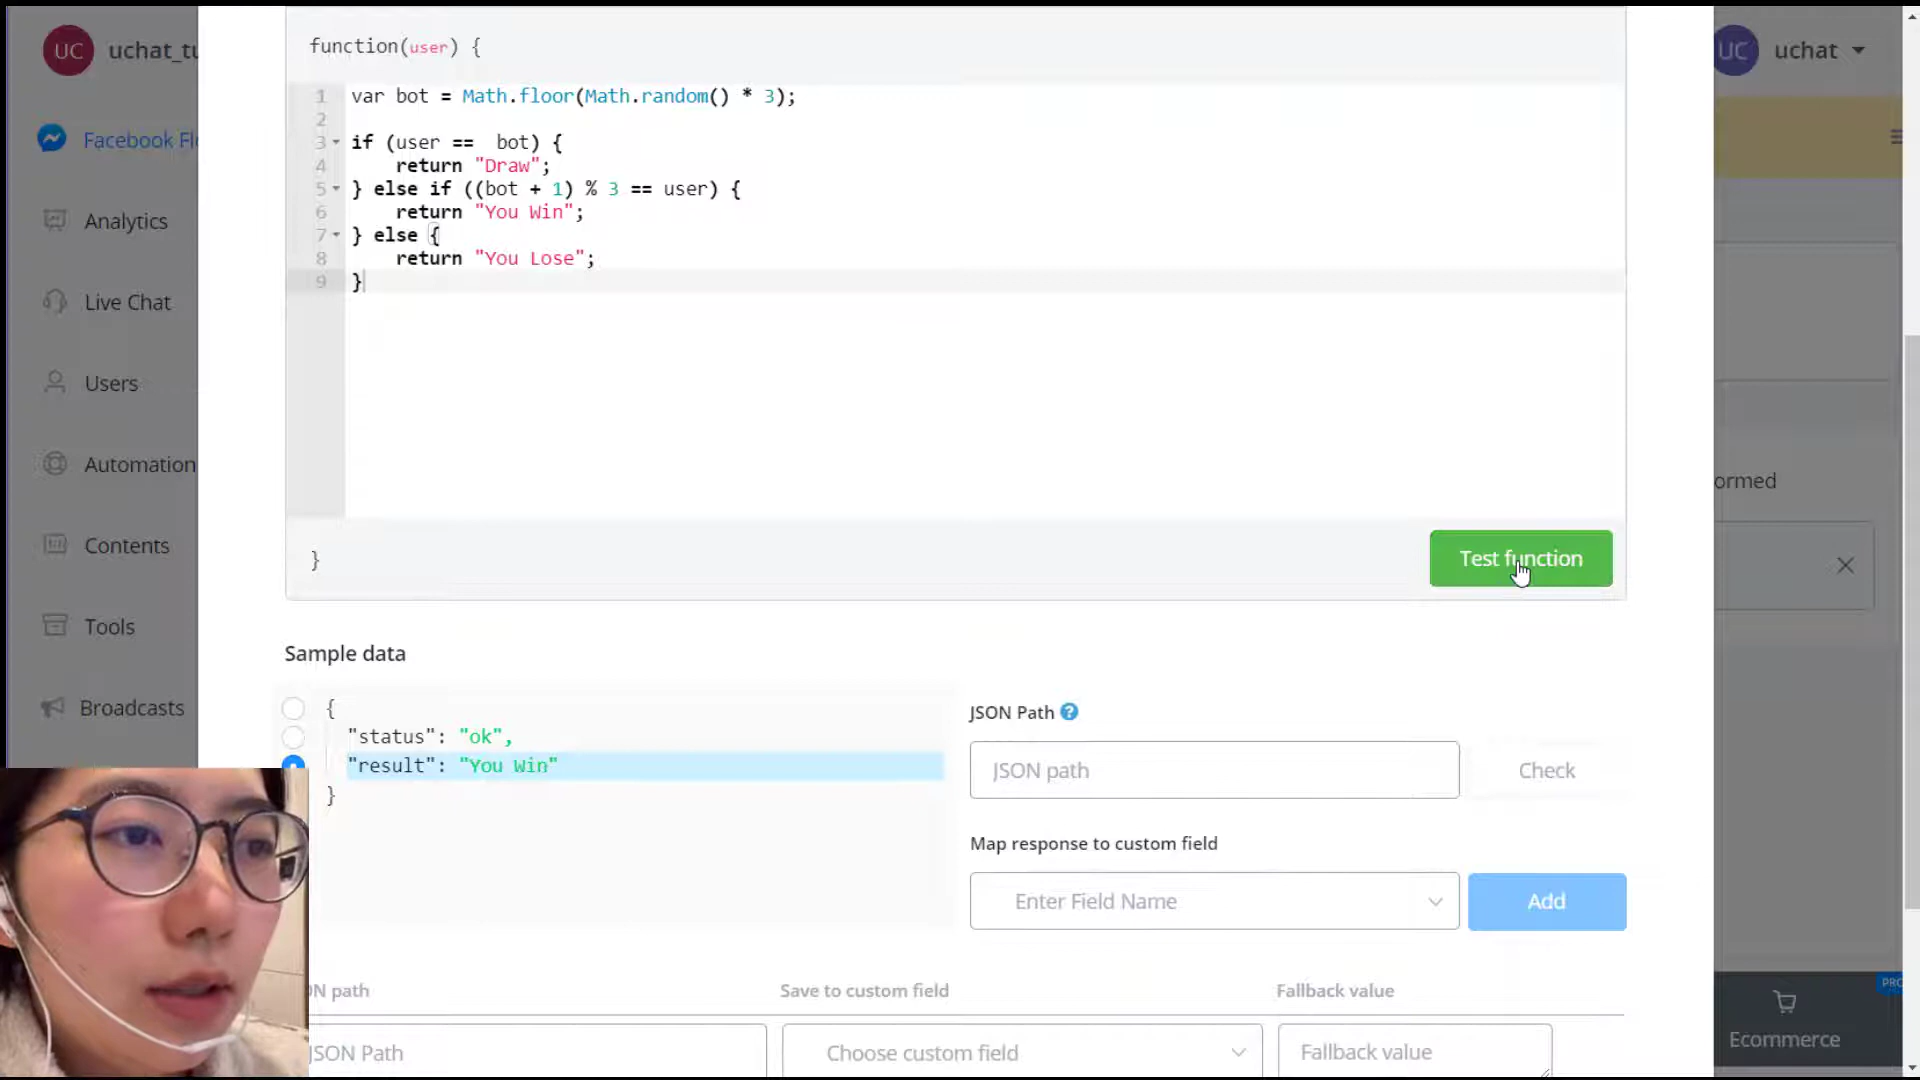 function(user) {
UC uchat_tu
UC uchat
1 var bot = Math.floor(Math.random() * 3);
2
Facebook Flo
3 if (user ==  bot) {
4 return "Draw";
5 } else if ((bot + 1) % 3 == user) {
6 return "You Win";
Analytics
7 } else {
8 return "You Lose";
9 }
Live Chat
Users
Automation
ormed
Contents
}
Test function
Tools
Sample data
Broadcasts
{
"status": "ok",
"result": "You Win"
}
JSON Path ?
JSON path
Check
Map response to custom field
Enter Field Name
Add
N path
Save to custom field
Fallback value
JSON Path
Choose custom field
Fallback value
PRO
Ecommerce